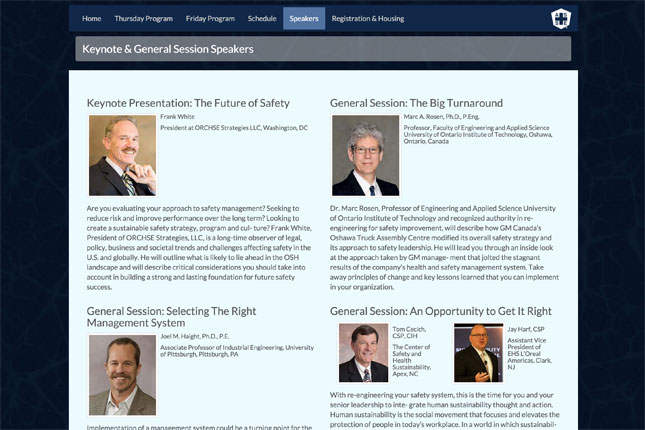 Home Thursday Program Friday Program Schedule Speakers Registration & Housing
Keynote & General Session Speakers
Keynote Presentation: The Future of Safety
Frank White
President at ORCHSE Strategies LLC, Washington, DC
Are you evaluating your approach to safety management? Seeking to
reduce risk and improve performance over the long term? Looking to
create a sustainable safety strategy, program and cul- ture? Frank White,
President of ORCHSE Strategies, LLC, is a long-time observer of legal,
policy, business and societal trends and challenges affecting safety in the
U.S. and globally. He will outline what is likely to lie ahead in the OSH
landscape and will describe critical considerations you should take into
account in building a strong and lasting foundation for future safety
success.
General Session: The Big Turnaround
Marc A. Rosen, Ph.D., P.Eng.
Professor, Faculty of Engineering and Applied Science
University of Ontario Institute of Technology, Oshawa,
Ontario, Canada
Dr. Marc Rosen, Professor of Engineering and Applied Science University
of Ontario Institute of Technology and recognized authority in re-
engineering for safety improvement, will describe how GM Canada's
Oshawa Truck Assembly Centre modified its overall safety strategy and
its approach to safety leadership. He will lead you through an inside look
at the approach taken by GM manage- ment that jolted the stagnant
results of the company's health and safety management system. Take
away principles of change and key lessons learned that you can implement
in your organization.
General Session: Selecting The Right
Management System
Joel M. Haight, Ph.D., P.E.
Associate Professor of Industrial Engineering, University
of Pittsburgh, Pittsburgh, PA
Implementation of a management system could be a turning point for the
General Session: An Opportunity to Get It Right
Tom Cecich,
CSP, CIH
The Center of
Safety and
Health
Sustainability,
Apex, NC
Jay Harf, CSP
Assistant Vice
President of
EHS L'Oreal
Americas, Clark,
NJ
With re-engineering your safety system, this is the time for you and your
senior leadership to inte- grate human sustainability thought and action.
Human sustainability is the social movement that focuses and elevates the
protection of people in today's workplace. In a world in which sustainabil-